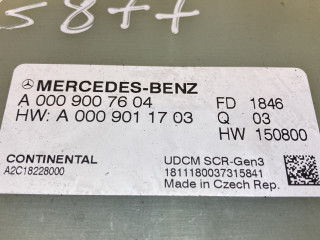 5877
MERCEDES-BENZ
A 000 900 76 04 FD 1846
HW: A 000 901 17 03 Q 03
HW 150800
CONTINENTAL UDCM SCR-Gen3
A2C18228000 1811180037315841
Made in Czech Rep.